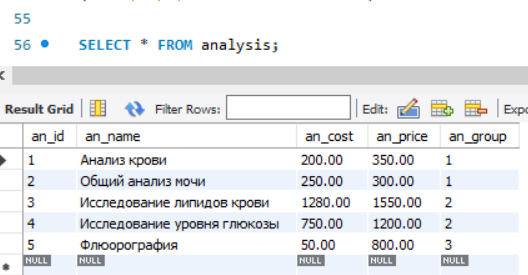 55
56 SELECT * FROM analysis;
Result Grid Filter Rows: Edit: Expo
an_id an_name an_cost an_price an_group
1 Анализ крови 200.00 350.00 1
2 Общий анализ мочи 250.00 300.00 1
3 Исследование липидов крови 1280.00 1550.00 2
4 Исследование уровня глюкозы 750.00 1200.00 2
5 Флюорография 50.00 800.00 3
NULL NULL NULL NULL NULL